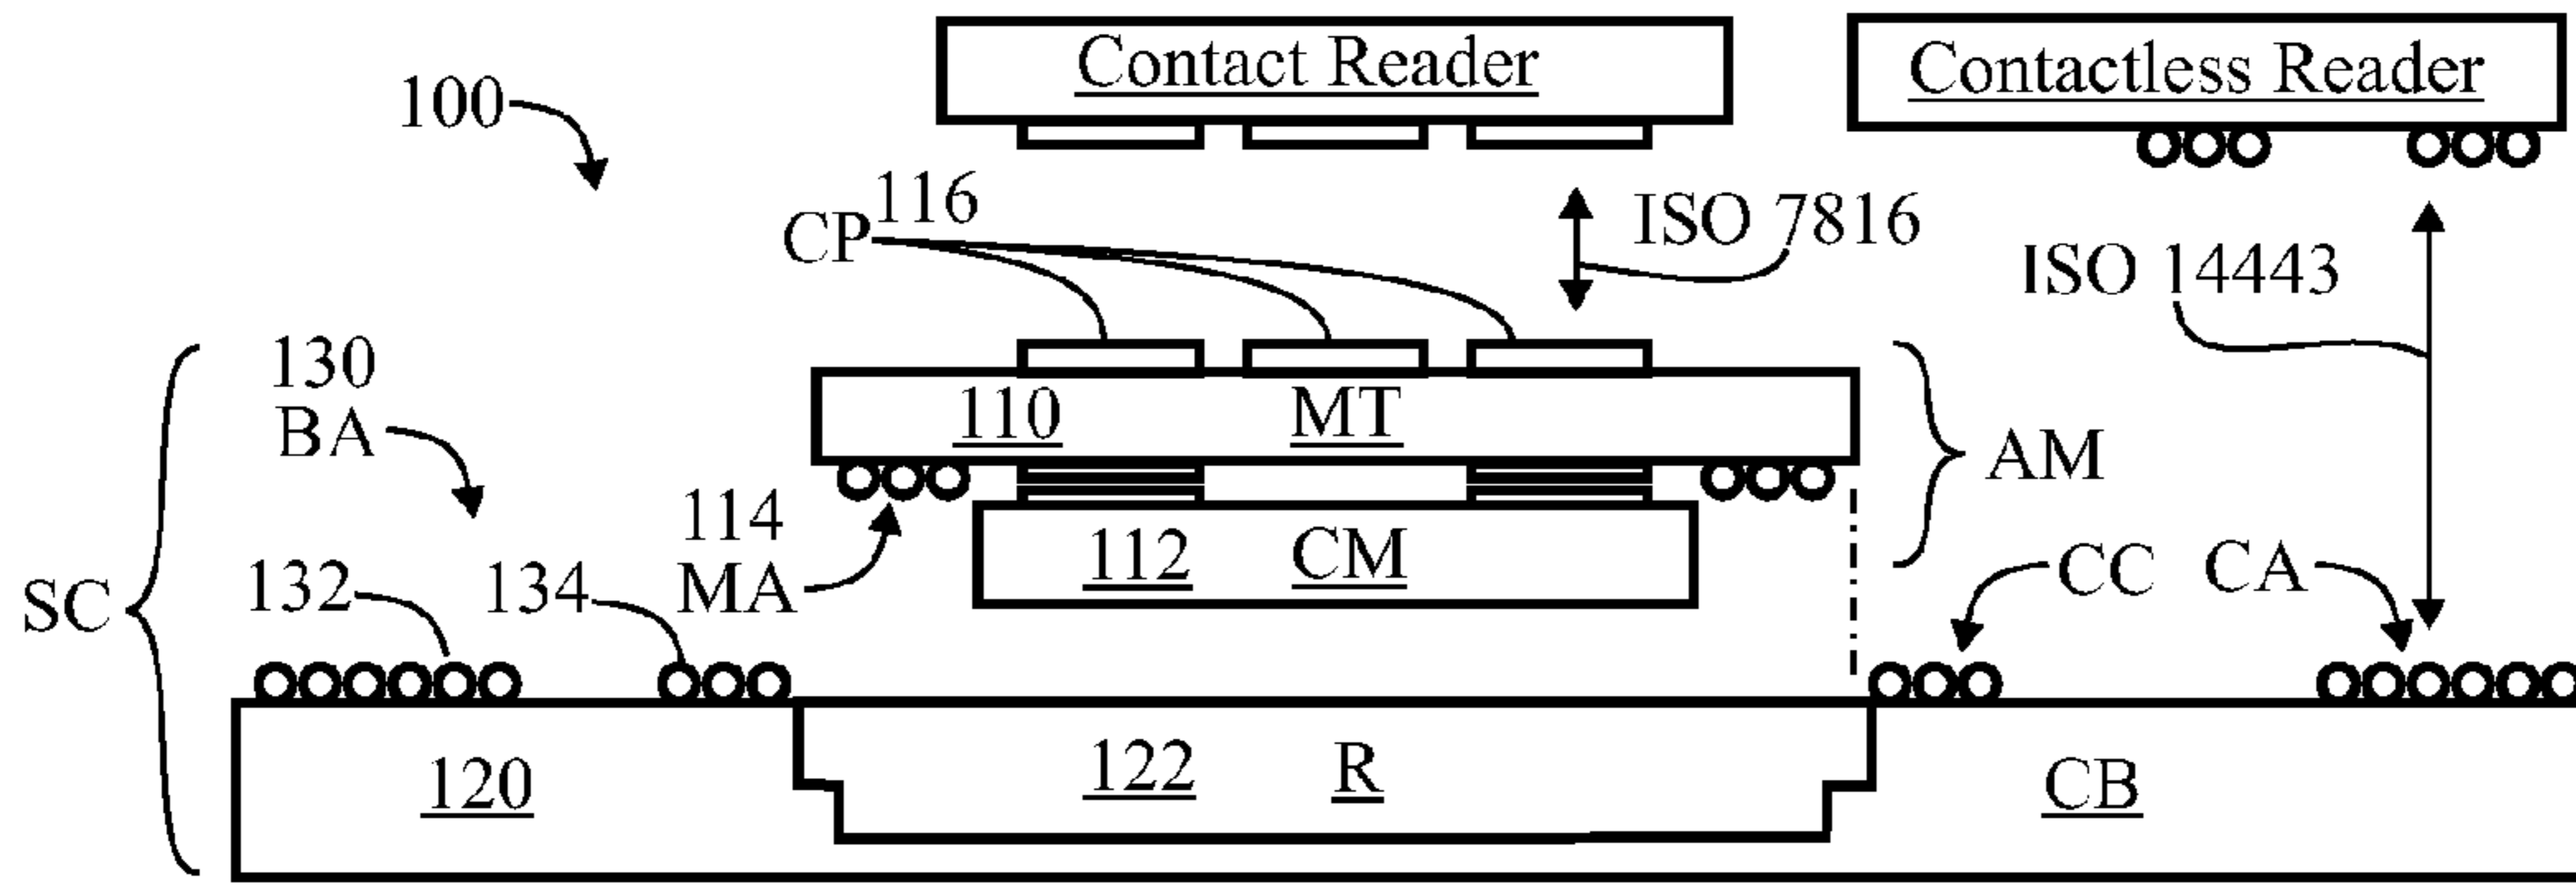 Contact Reader
Contactless Reader
100
116
CP
ISO 7816
ISO 14443
130
BA
110 MT
AM
114
MA
112 CM
CC CA
SC
132
134
120
122 R
CB